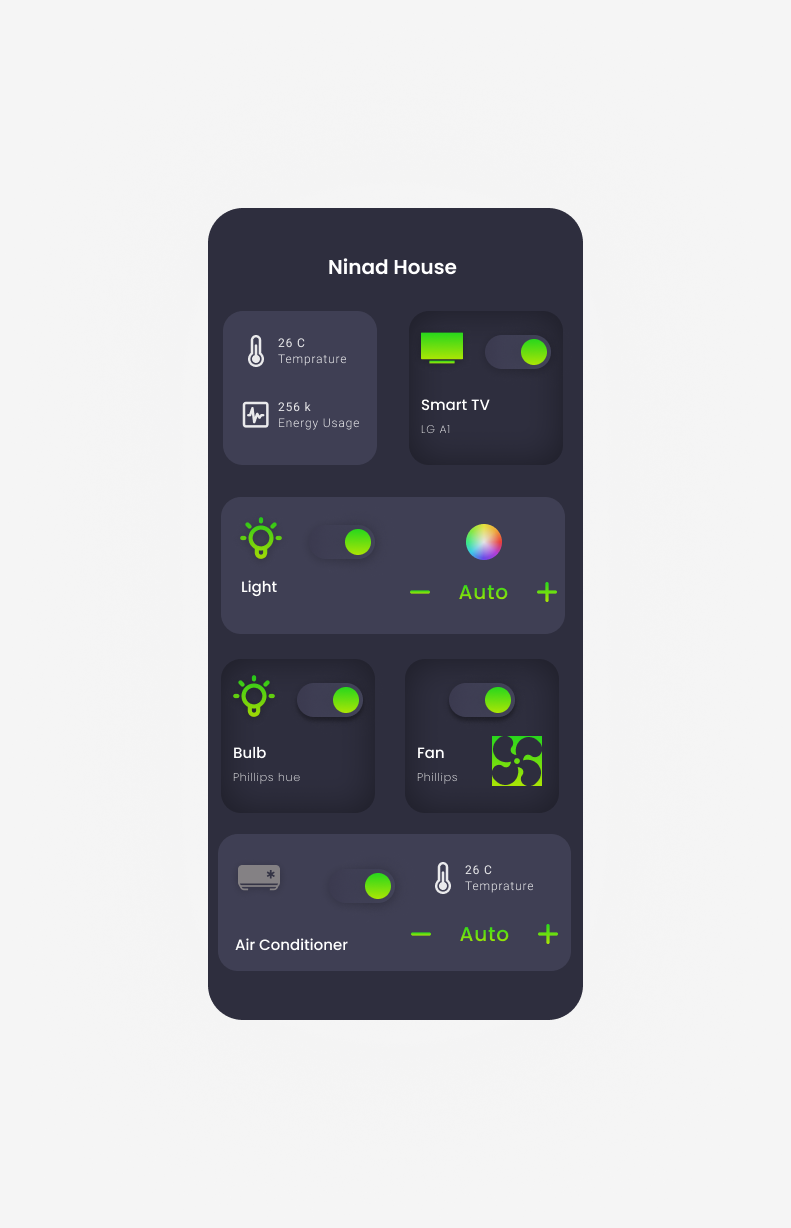 Ninad House
26 C
Temprature
256 k
Energy Usage
Smart TV
LG A1
Light
Auto
Bulb
Phillips hue
Fan
Phillips
26 C
Temprature
Air Conditioner
Auto